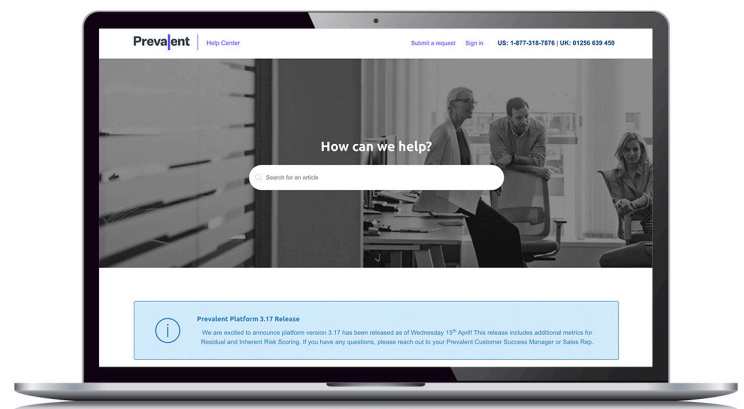 Prevalent Help Center Submit a request Sign in US: 1-877-318-7876 | UK: 01256 639 450
How can we help?
Search for an article
Prevalent Platform 3.17 Release
We are excited to announce platform version 3.17 has been released as of Wednesday 15th April! This release includes additional metrics for
Residual and Inherent Risk Scoring. If you have any questions, please reach out to your Prevalent Customer Success Manager or Sales Rep.